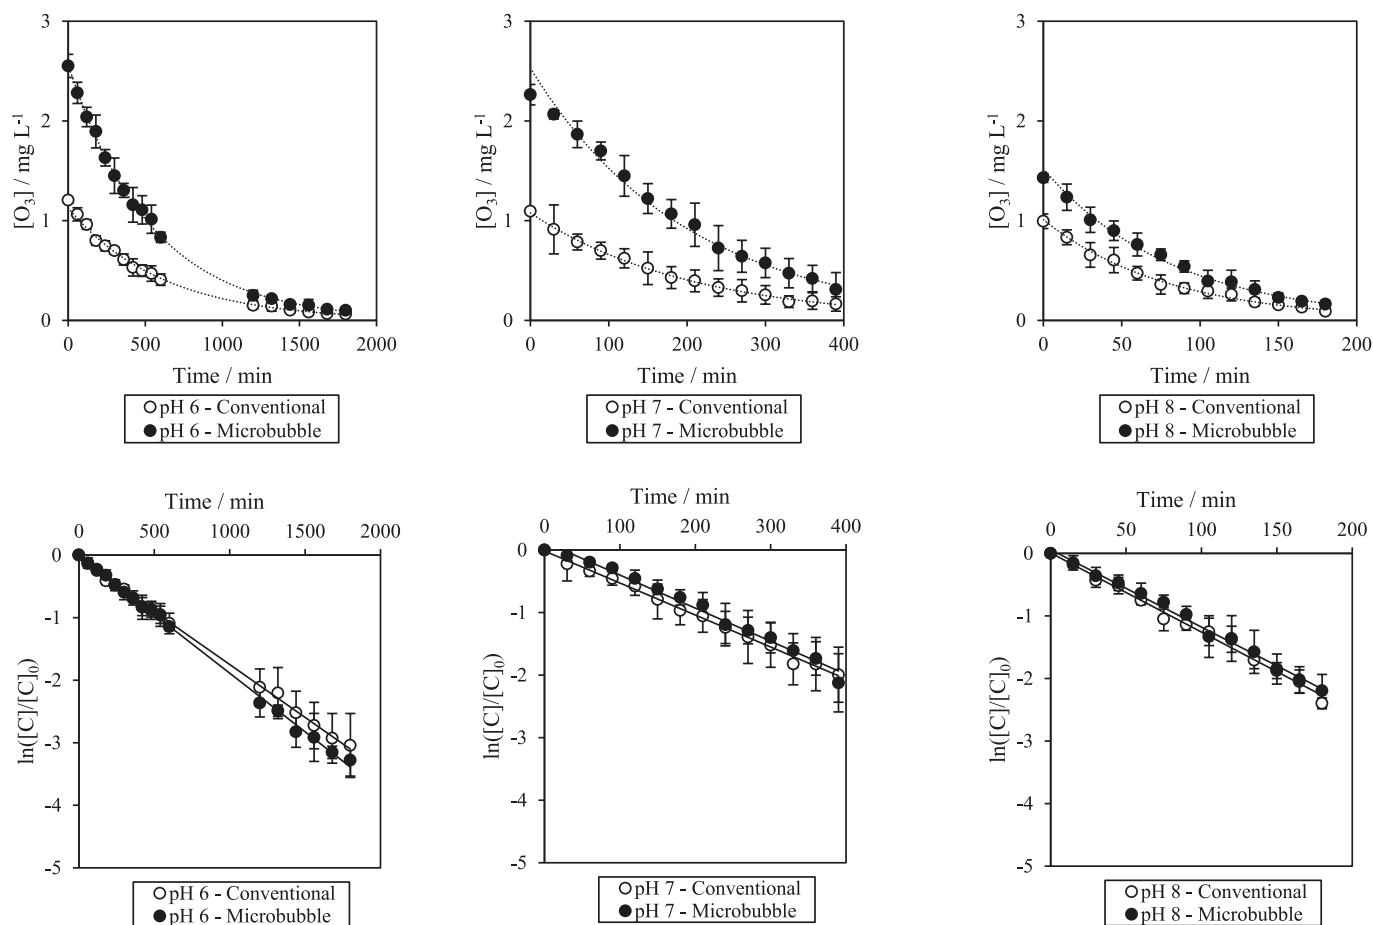 3
2
1
0
[O₃] / mg L⁻¹
0 500 1000 1500 2000
Time / min
pH 6 - Conventional
pH 6 - Microbubble
3
2
1
0
[O₃] / mg L⁻¹
0 100 200 300 400
Time / min
pH 7 - Conventional
pH 7 - Microbubble
3
2
1
0
[O₃] / mg L⁻¹
0 50 100 150 200
Time / min
pH 8 - Conventional
pH 8 - Microbubble
Time / min
0 500 1000 1500 2000
0
-1
-2
-3
-4
-5
ln([C]/[C]₀)
pH 6 - Conventional
pH 6 - Microbubble
Time / min
0 100 200 300 400
0
-1
-2
-3
-4
-5
ln([C]/[C]₀)
pH 7 - Conventional
pH 7 - Microbubble
Time / min
0 50 100 150 200
0
-1
-2
-3
-4
-5
ln([C]/[C]₀)
pH 8 - Conventional
pH 8 - Microbubble